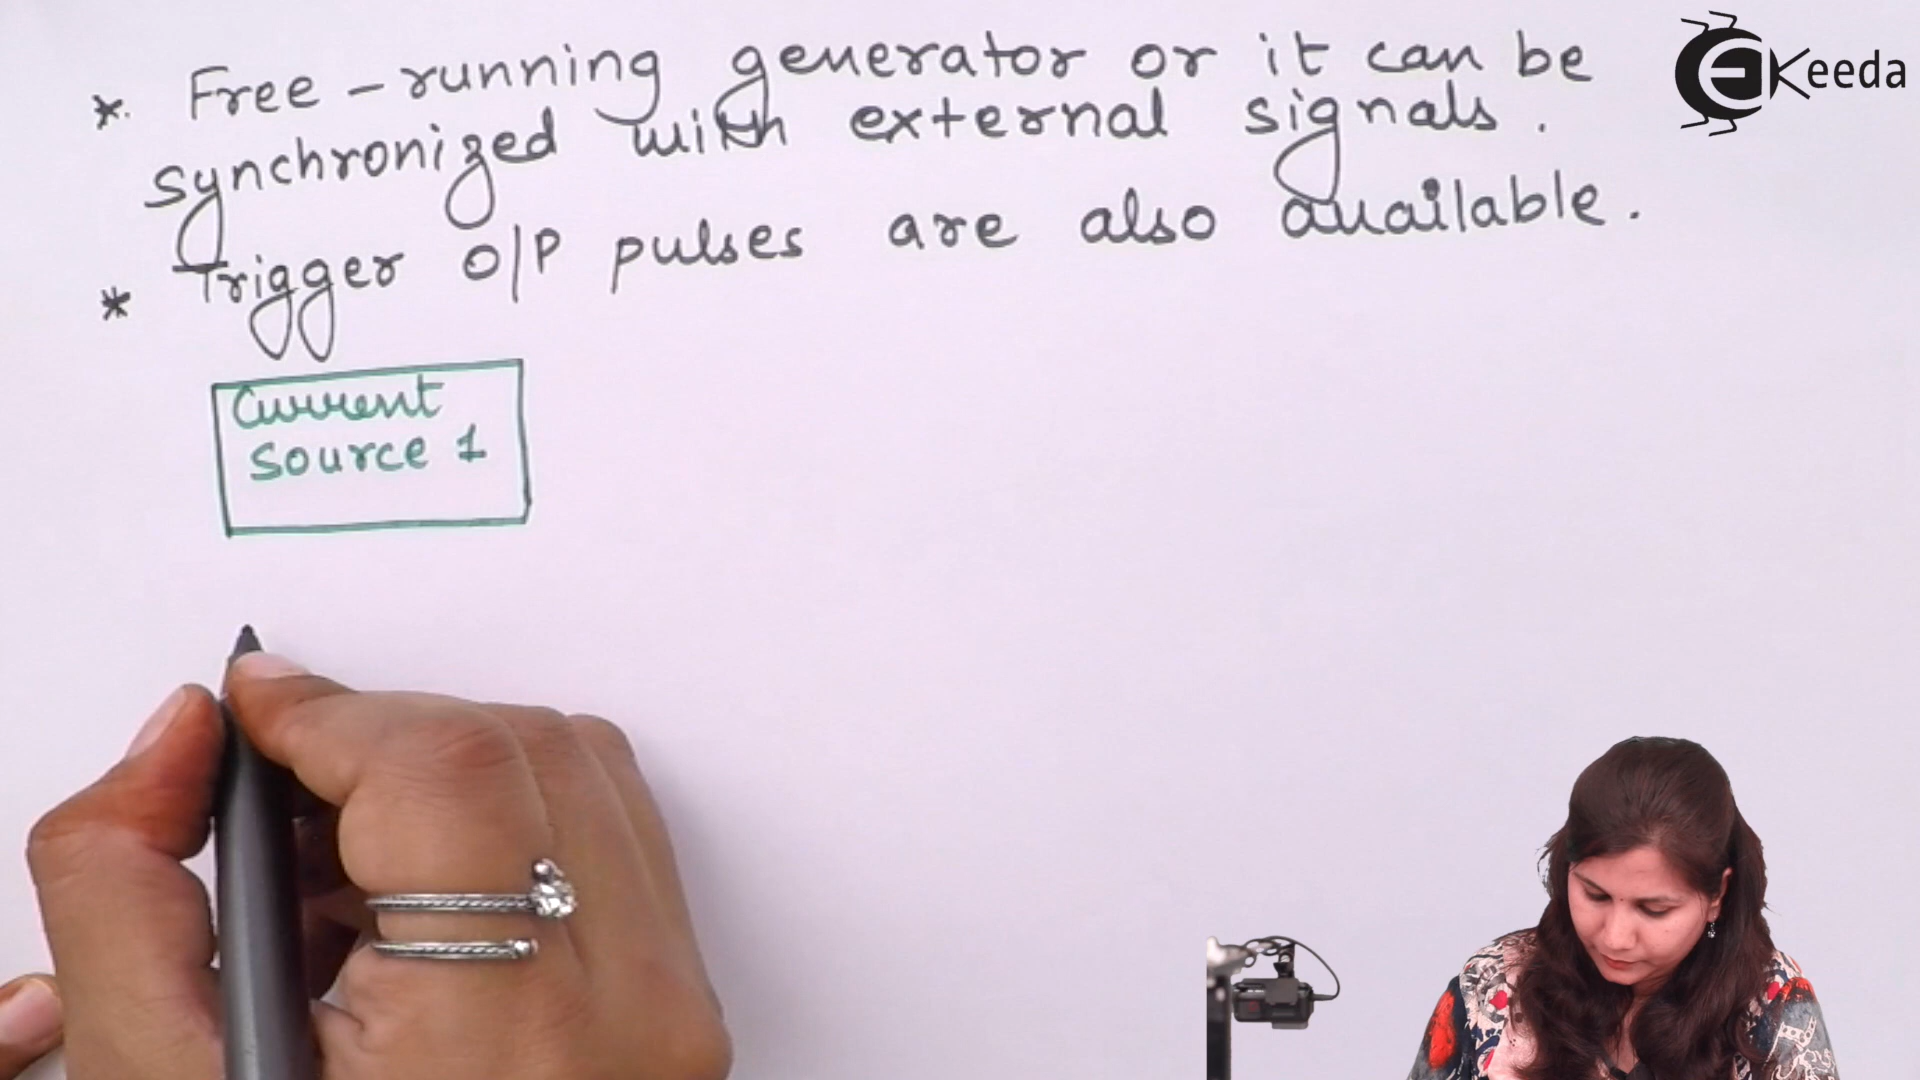 * Free-running generator or it can be
synchronized with external signals.
* Trigger O/P pulses are also available.
Current
Source 1
Keeda